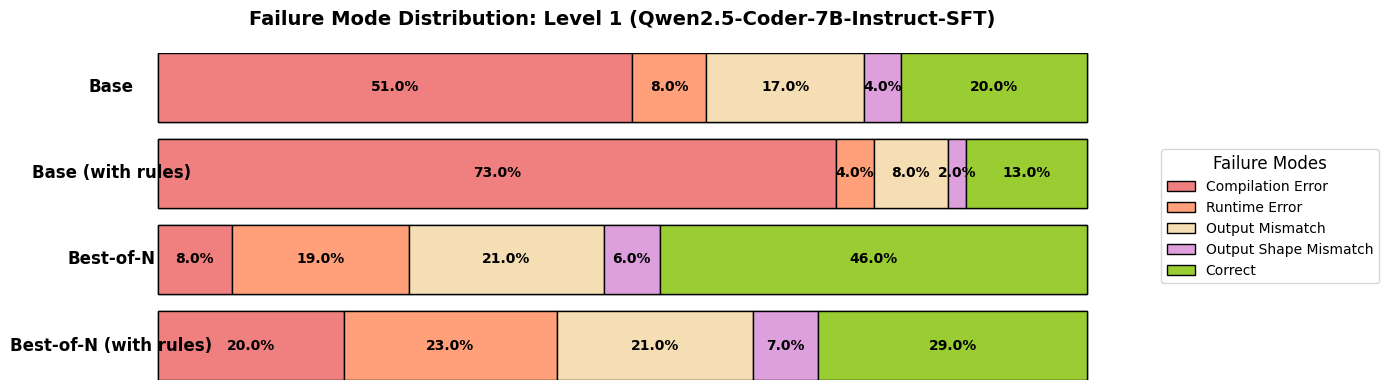 Failure Mode Distribution: Level 1 (Qwen2.5-Coder-7B-Instruct-SFT)
Base 51.0% 8.0% 17.0% 4.0% 20.0%
Base (with rules) 73.0% 4.0% 8.0% 2.0% 13.0%
Best-of-N 8.0% 19.0% 21.0% 6.0% 46.0%
Best-of-N (with rules) 20.0% 23.0% 21.0% 7.0% 29.0%
Failure Modes
Compilation Error
Runtime Error
Output Mismatch
Output Shape Mismatch
Correct